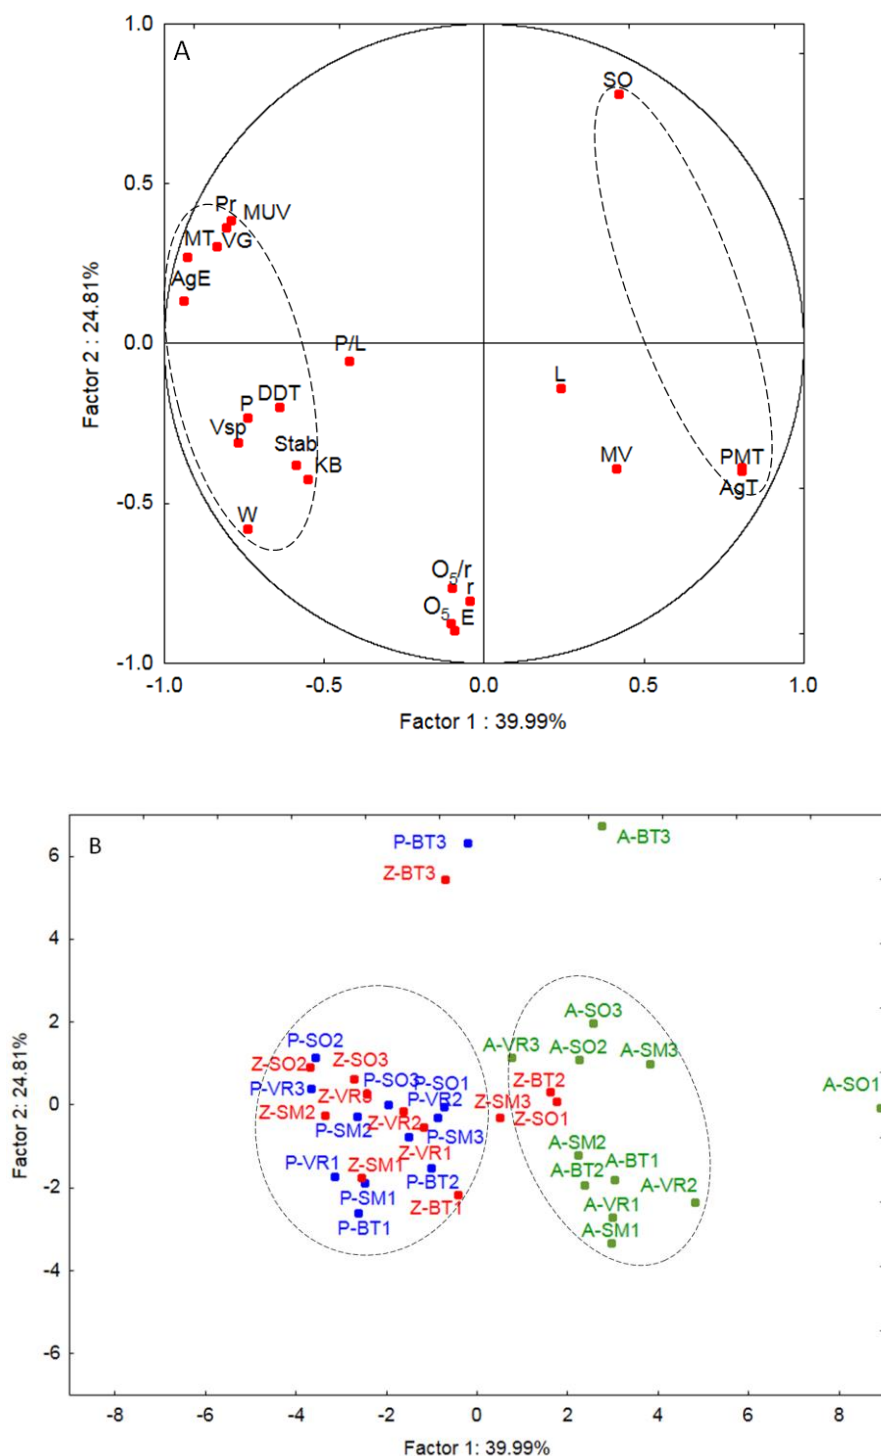 1.0
A
SO
0.5
Pr
MUV
MT
VG
AgE
0.0
P/L
L
P
DDT
Vsp
Stab
KB
MV
PMT
AgT
-0.5
W
O5/r
r
O5
E
-1.0
-1.0 -0.5 0.0 0.5 1.0
Factor 1 : 39.99%
Factor 2 : 24.81%
B
6
P-BT3
A-BT3
Z-BT3
4
2
A-SO3
P-SO2
A-VR3
Z-SO2
Z-SO3
A-SO2
A-SM3
P-VR3
Z-VR3
P-SO3
P-SO1
Z-BT2
A-SO1
0
Z-SM2
P-SM2
Z-VR2
P-VR2
Z-SM3
Z-SO1
P-SM3
Z-VR1
A-SM2
P-VR1
Z-SM1
P-BT2
A-BT2
A-BT1
-2
P-SM1
Z-BT1
A-VR2
P-BT1
A-VR1
A-SM1
-4
-6
-8 -6 -4 -2 0 2 4 6 8
Factor 1: 39.99%
Factor 2: 24.81%